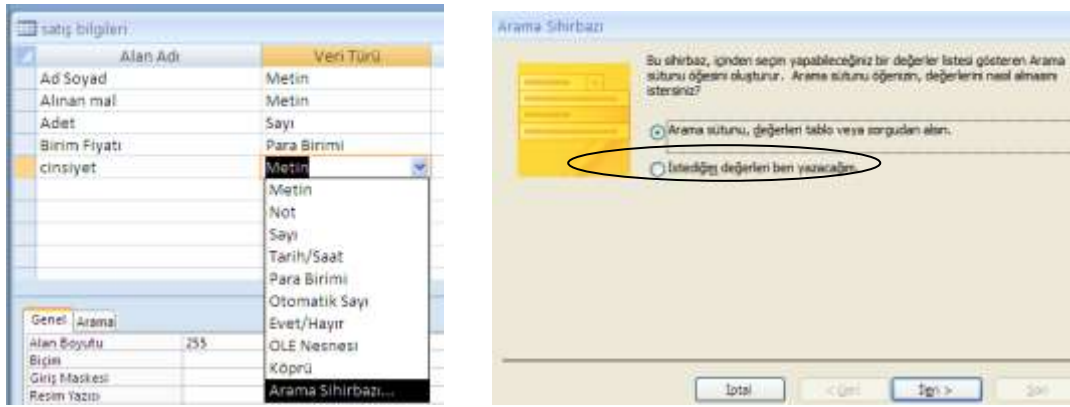 satış bilgileri
Alan Adı Veri Türü
Ad Soyad Metin
Alınan mal Metin
Adet Sayı
Birim Fiyatı Para Birimi
cinsiyet Metin
Metin
Not
Sayı
Tarih/Saat
Para Birimi
Otomatik Sayı
Evet/Hayır
OLE Nesnesi
Köprü
Arama Sihirbazı...
Genel Arama
Alan Boyutu 255
Biçim
Giriş Maskesi
Resim Yazısı
Arama Sihirbazı
Bu sihirbaz, içinden seçim yapabileceğiniz bir değerler listesi gösteren Arama
sütunu öğesini oluşturur. Arama sütunu öğenizin, değerlerini nasıl almasını
istersiniz?
Arama sütunu, değerleri tablo veya sorgudan alsın.
İstediğim değerleri ben yazacağım.
İptal < Geri İleri > Son